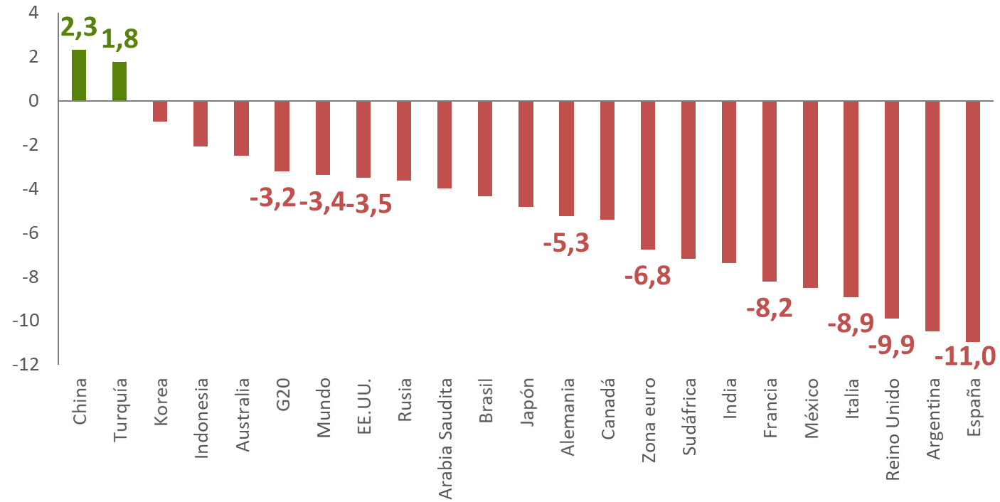 4
2
0
-2
-4
-6
-8
-10
-12
2,3
1,8
-3,2
-3,4
-3,5
-5,3
-6,8
-8,2
-8,9
-9,9
-11,0
China
Turquía
Korea
Indonesia
Australia
G20
Mundo
EE.UU.
Rusia
Arabia Saudita
Brasil
Japón
Alemania
Canadá
Zona euro
Sudáfrica
India
Francia
México
Italia
Reino Unido
Argentina
España